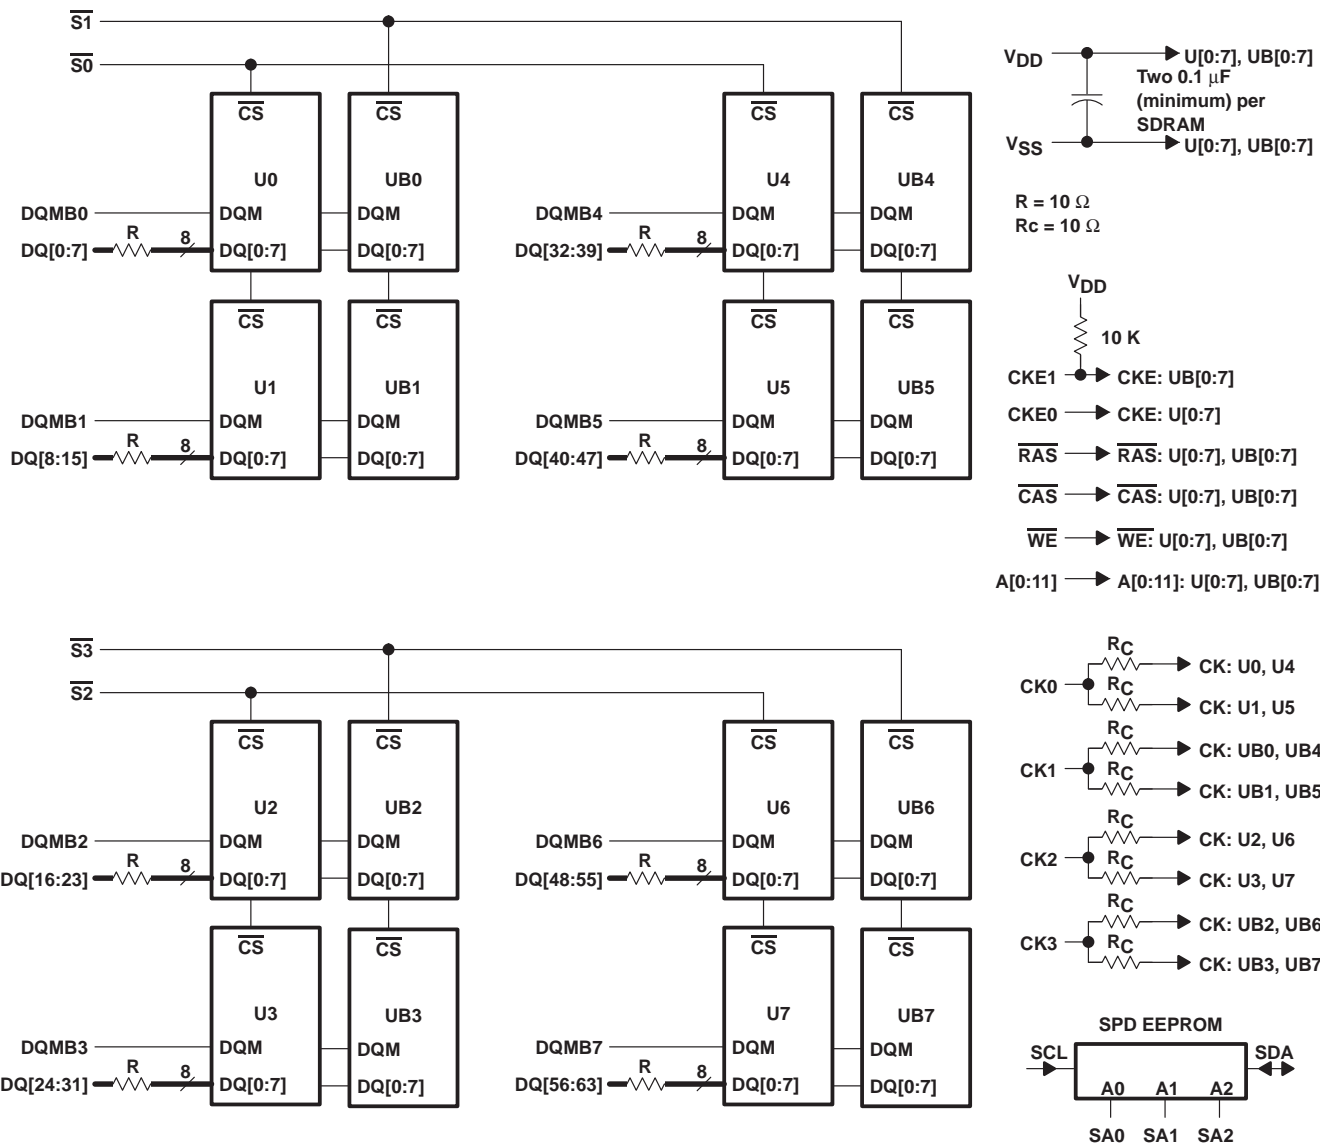 S1
S0
CS CS CS CS
U0 UB0 U4 UB4
DQMB0 DQM DQM DQMB4 DQM DQM
R 8 R 8
DQ[0:7] DQ[0:7] DQ[0:7] DQ[32:39] DQ[0:7] DQ[0:7]
CS CS CS CS
U1 UB1 U5 UB5
DQMB1 DQM DQM DQMB5 DQM DQM
R 8 R 8
DQ[8:15] DQ[0:7] DQ[0:7] DQ[40:47] DQ[0:7] DQ[0:7]
S3
S2
CS CS CS CS
U2 UB2 U6 UB6
DQMB2 DQM DQM DQMB6 DQM DQM
R 8 R 8
DQ[16:23] DQ[0:7] DQ[0:7] DQ[48:55] DQ[0:7] DQ[0:7]
CS CS CS CS
U3 UB3 U7 UB7
DQMB3 DQM DQM DQMB7 DQM DQM
R 8 R 8
DQ[24:31] DQ[0:7] DQ[0:7] DQ[56:63] DQ[0:7] DQ[0:7]
VDD U[0:7], UB[0:7]
Two 0.1 μF
(minimum) per
SDRAM
VSS U[0:7], UB[0:7]
R = 10 Ω
Rc = 10 Ω
VDD
10 K
CKE1 CKE: UB[0:7]
CKE0 CKE: U[0:7]
RAS RAS: U[0:7], UB[0:7]
CAS CAS: U[0:7], UB[0:7]
WE WE: U[0:7], UB[0:7]
A[0:11] A[0:11]: U[0:7], UB[0:7]
RC
CK: U0, U4
CK0
RC
CK: U1, U5
RC
CK: UB0, UB4
CK1
RC
CK: UB1, UB5
RC
CK: U2, U6
CK2
RC
CK: U3, U7
RC
CK: UB2, UB6
CK3
RC
CK: UB3, UB7
SPD EEPROM
SCL SDA
A0 A1 A2
SA0 SA1 SA2